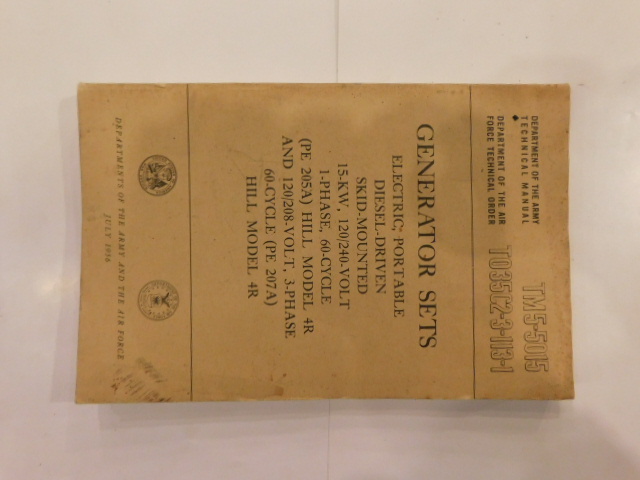 DEPARTMENT OF THE ARMY
TECHNICAL MANUAL
TM5-5015
DEPARTMENT OF THE AIR
FORCE TECHNICAL ORDER
TO35C2-3-113-1
GENERATOR SETS
ELECTRIC; PORTABLE
DIESEL-DRIVEN
SKID-MOUNTED
15-KW, 120/240-VOLT
1-PHASE, 60-CYCLE
(PE 205A) HILL MODEL 4R
AND 120/208-VOLT, 3-PHASE
60-CYCLE (PE 207A)
HILL MODEL 4R
DEPARTMENTS OF THE ARMY AND THE AIR FORCE
JULY 1956